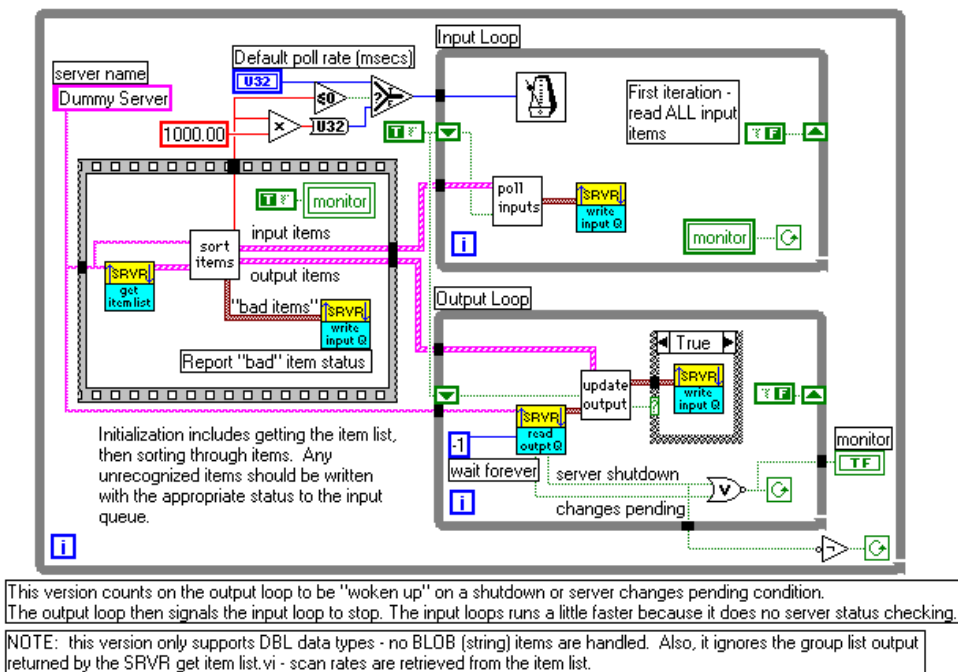 Input Loop
Default poll rate (msecs)
U32
server name
Dummy Server
≤0
?
1000.00
x
U32
T F
First iteration -
read ALL input
items
T F
T F
monitor
poll
inputs
SRVR
write
input Q
i
monitor
input items
sort
items
output items
SRVR
get
item list
"bad items"
SRVR
write
input Q
Report "bad" item status
Output Loop
True
SRVR
write
input Q
?
update
output
T F
SRVR
read
outpt Q
-1
wait forever
server shutdown
V
changes pending
i
monitor
TF
Initialization includes getting the item list,
then sorting through items. Any
unrecognized items should be written
with the appropriate status to the input
queue.
i
This version counts on the output loop to be "woken up" on a shutdown or server changes pending condition.
The output loop then signals the input loop to stop. The input loops runs a little faster because it does no server status checking.
NOTE: this version only supports DBL data types - no BLOB (string) items are handled. Also, it ignores the group list output
returned by the SRVR get item list.vi - scan rates are retrieved from the item list.